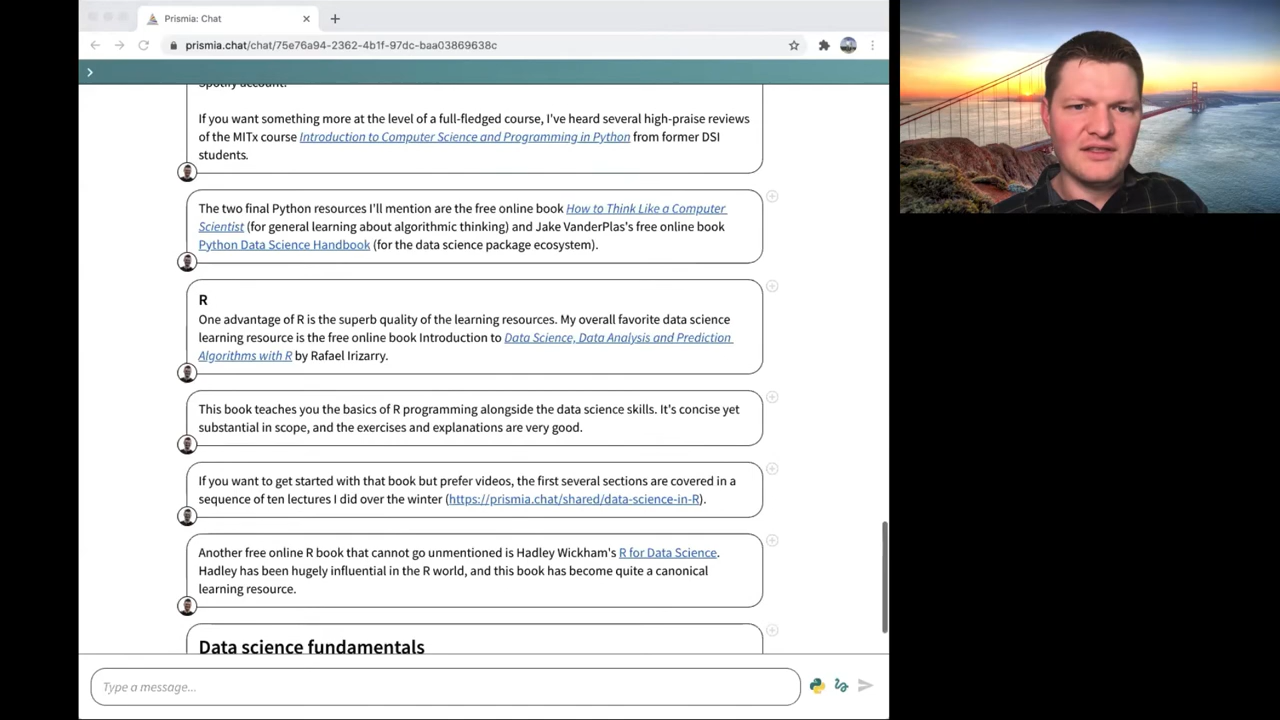 Prismia: Chat
prismia.chat/chat/75e76a94-2362-4b1f-97dc-baa03869638c
Spotify account.
If you want something more at the level of a full-fledged course, I've heard several high-praise reviews
of the MITx course Introduction to Computer Science and Programming in Python from former DSI
students.
The two final Python resources I'll mention are the free online book How to Think Like a Computer
Scientist (for general learning about algorithmic thinking) and Jake VanderPlas's free online book
Python Data Science Handbook (for the data science package ecosystem).
R
One advantage of R is the superb quality of the learning resources. My overall favorite data science
learning resource is the free online book Introduction to Data Science, Data Analysis and Prediction
Algorithms with R by Rafael Irizarry.
This book teaches you the basics of R programming alongside the data science skills. It's concise yet
substantial in scope, and the exercises and explanations are very good.
If you want to get started with that book but prefer videos, the first several sections are covered in a
sequence of ten lectures I did over the winter (https://prismia.chat/shared/data-science-in-R).
Another free online R book that cannot go unmentioned is Hadley Wickham's R for Data Science.
Hadley has been hugely influential in the R world, and this book has become quite a canonical
learning resource.
Data science fundamentals
Type a message...